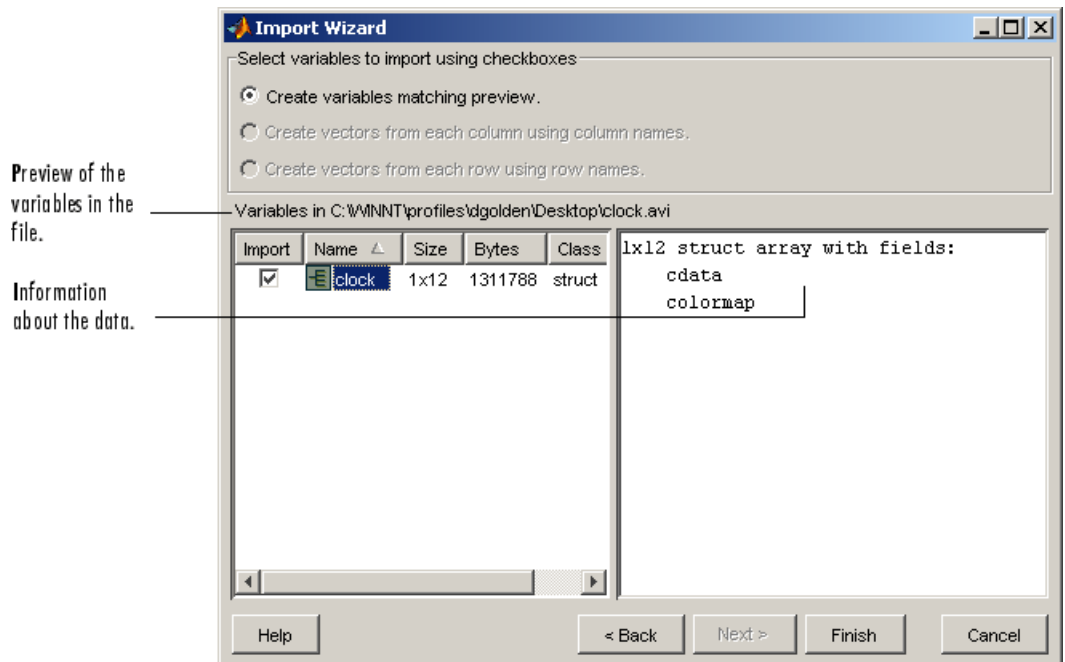 Import Wizard
Select variables to import using checkboxes
Create variables matching preview.
Create vectors from each column using column names.
Create vectors from each row using row names.
Preview of the
variables in the
file.
Variables in C:\WINNT\profiles\dgolden\Desktop\clock.avi
Import Name Size Bytes Class
clock 1x12 1311788 struct
1x12 struct array with fields:
cdata
colormap
Information
about the data.
Help < Back Next > Finish Cancel